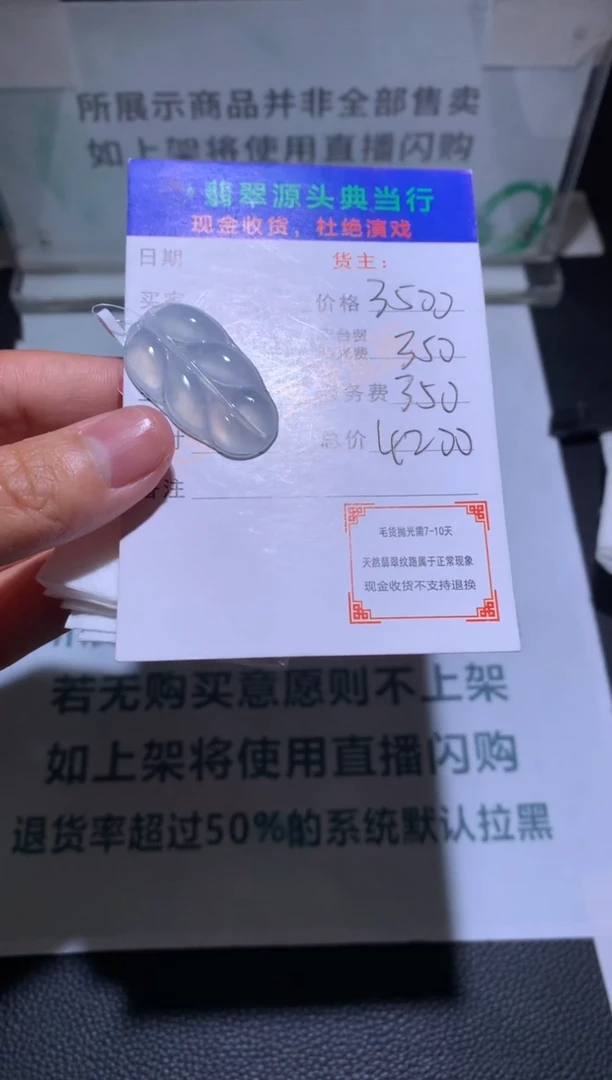 所展示商品并非全部售卖
如上架将使用直播闪购
翡翠源头典当行
现金收货，杜绝演戏
日期
货主：
价格 3500
350
务费 350
总价 4200
注
毛货抛光需7-10天
天然翡翠纹路属于正常现象
现金收货不支持退换
若无购买意愿则不上架
如上架将使用直播闪购
退货率超过50%的系统默认拉黑